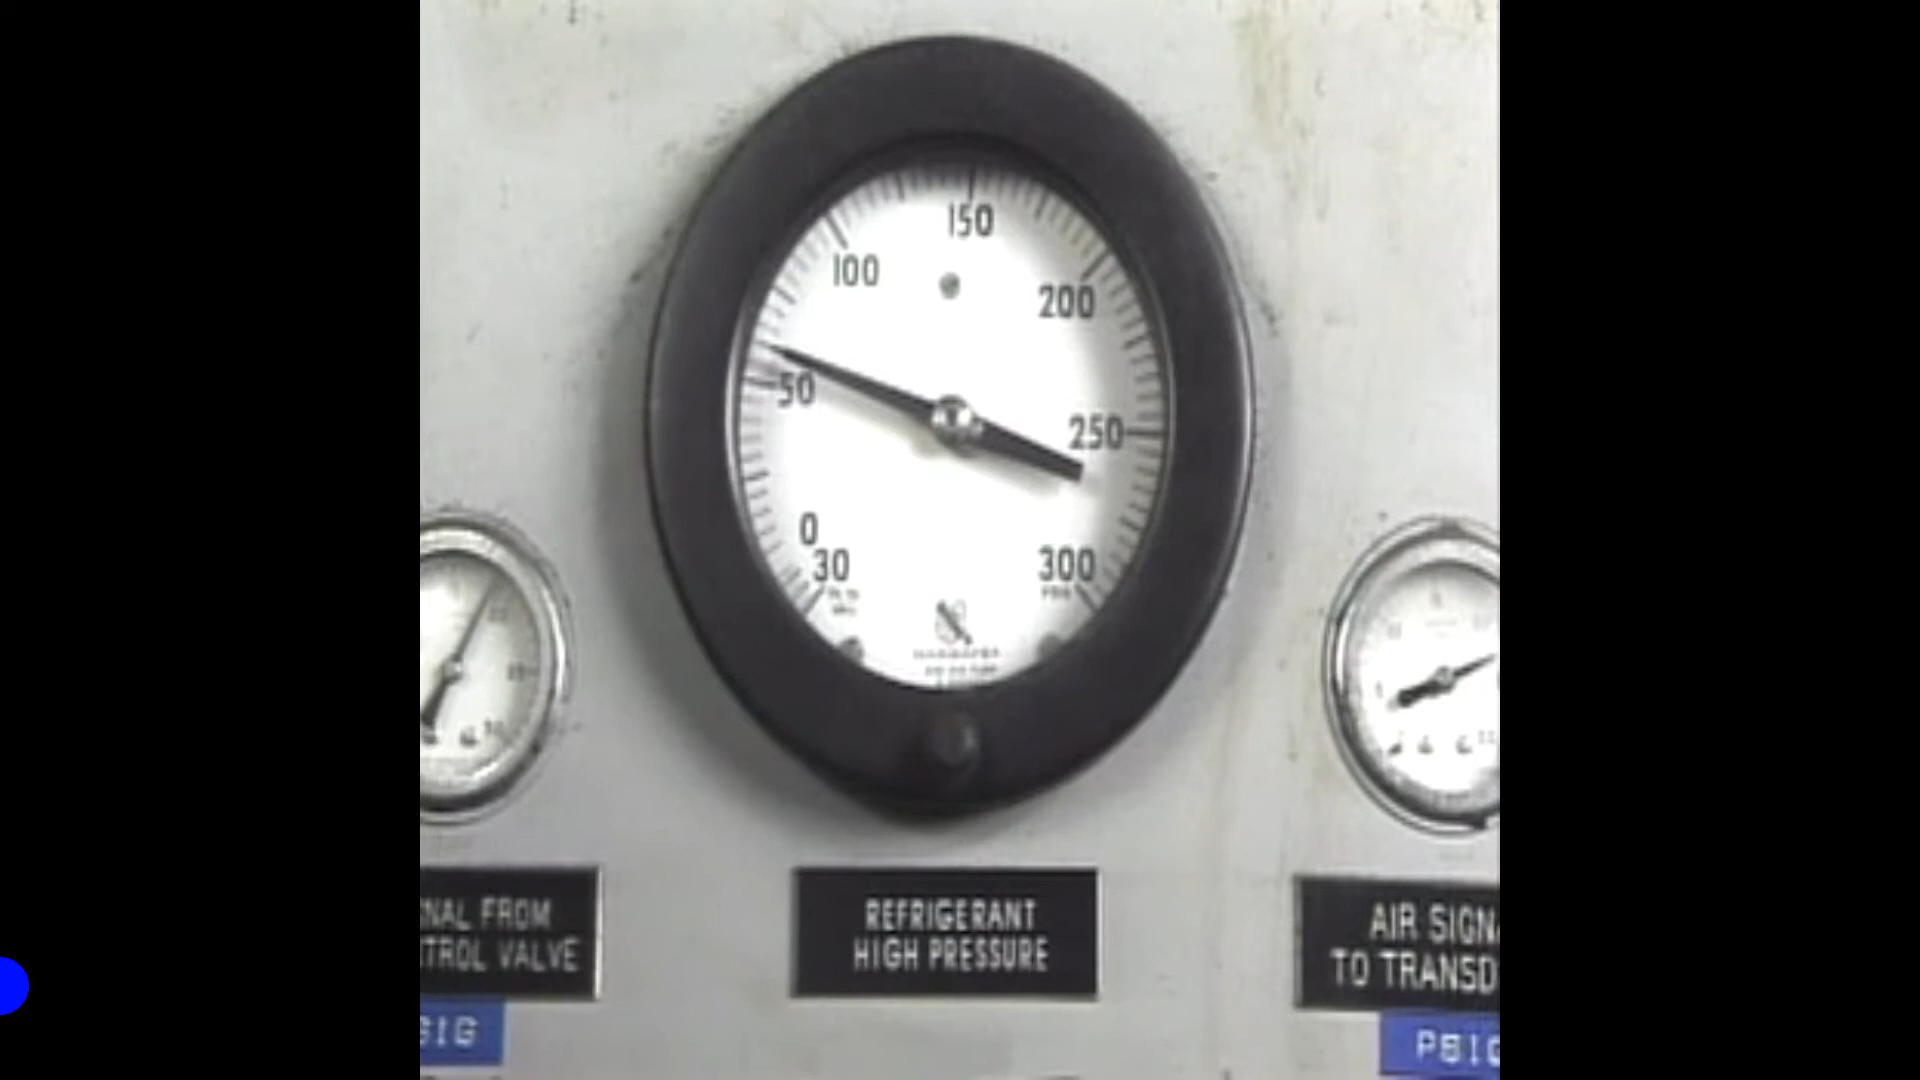 150
100
200
50
250
0
30
300
PSIG
NAL FROM
TROL VALVE
REFRIGERANT
HIGH PRESSURE
AIR SIGN
TO TRANSD
SIG
PSIG